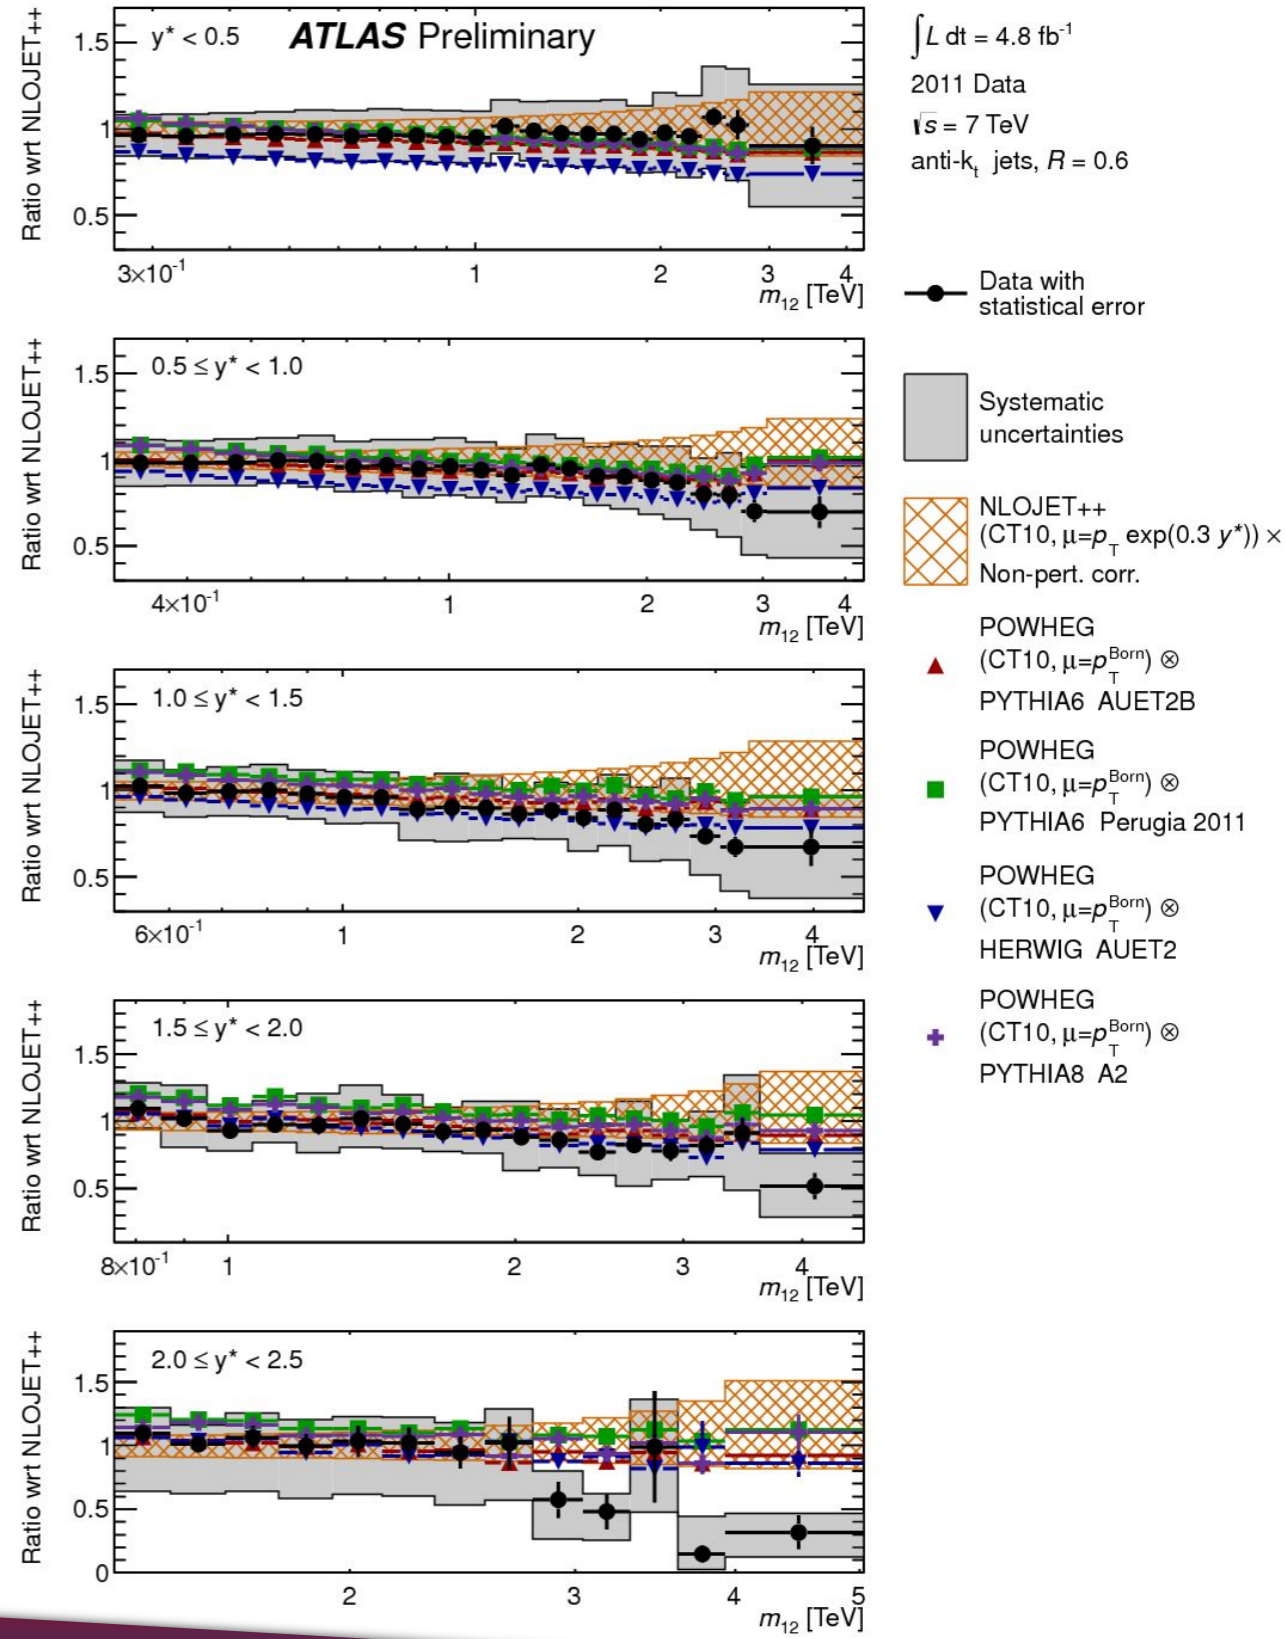 Ratio wrt NLOJET++
y* < 0.5
ATLAS Preliminary
1.5
1
0.5
3×10⁻¹ 1 2 3 4
m₁₂ [TeV]
∫L dt = 4.8 fb⁻¹
2011 Data
√s = 7 TeV
anti-kₜ jets, R = 0.6
Data with
statistical error
Systematic
uncertainties
NLOJET++
(CT10, μ=p_T exp(0.3 y*)) ×
Non-pert. corr.
POWHEG
(CT10, μ=p_T^Born) ⊗
PYTHIA6 AUET2B
POWHEG
(CT10, μ=p_T^Born) ⊗
PYTHIA6 Perugia 2011
POWHEG
(CT10, μ=p_T^Born) ⊗
HERWIG AUET2
POWHEG
(CT10, μ=p_T^Born) ⊗
PYTHIA8 A2
Ratio wrt NLOJET++
0.5 ≤ y* < 1.0
1.5
1
0.5
4×10⁻¹ 1 2 3 4
m₁₂ [TeV]
Ratio wrt NLOJET++
1.0 ≤ y* < 1.5
1.5
1
0.5
6×10⁻¹ 1 2 3 4
m₁₂ [TeV]
Ratio wrt NLOJET++
1.5 ≤ y* < 2.0
1.5
1
0.5
8×10⁻¹ 1 2 3 4
m₁₂ [TeV]
Ratio wrt NLOJET++
2.0 ≤ y* < 2.5
1.5
1
0.5
0
2 3 4 5
m₁₂ [TeV]